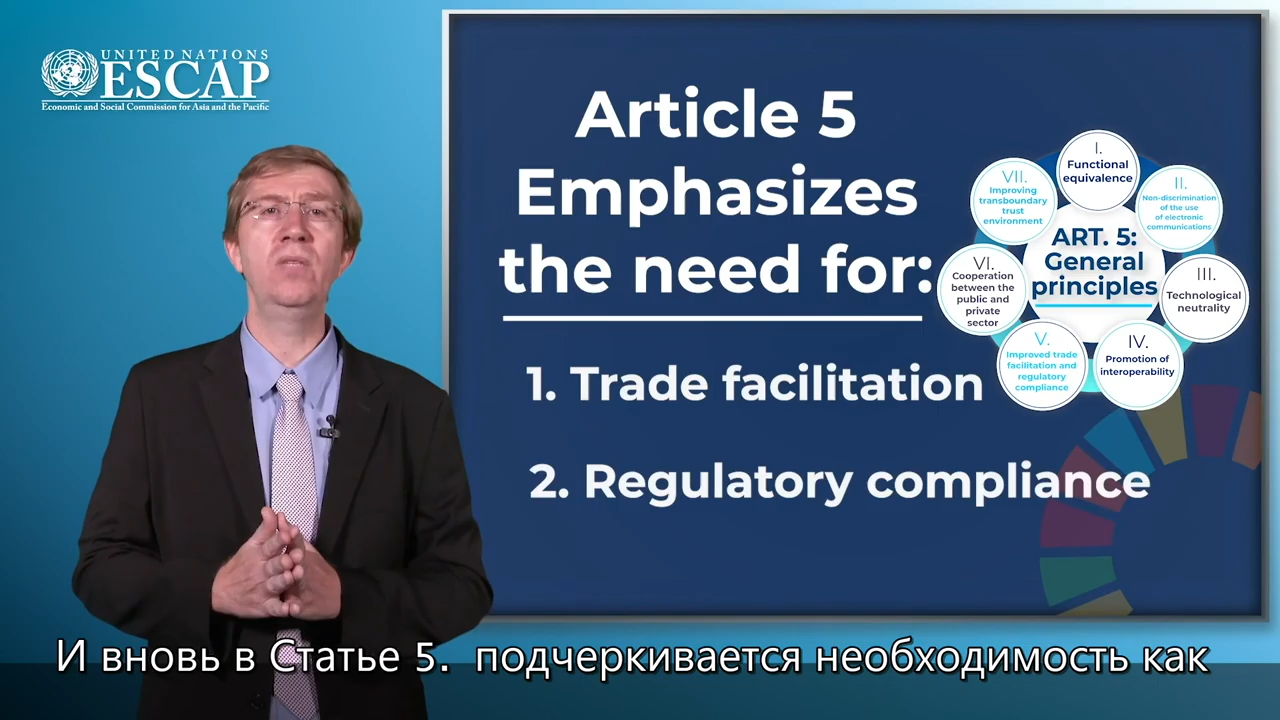 UNITED NATIONS
ESCAP
Economic and Social Commission for Asia and the Pacific
Article 5
Emphasizes
the need for:
1. Trade facilitation
2. Regulatory compliance
I.
Functional
equivalence
II.
Non-discrimination
of the use
of electronic
communications
III.
Technological
neutrality
IV.
Promotion of
interoperability
V.
Improved trade
facilitation and
regulatory
compliance
VI.
Cooperation
between the
public and
private
sector
VII.
Improving
transboundary
trust
environment
ART. 5:
General
principles
И вновь в Статье 5. подчеркивается необходимость как